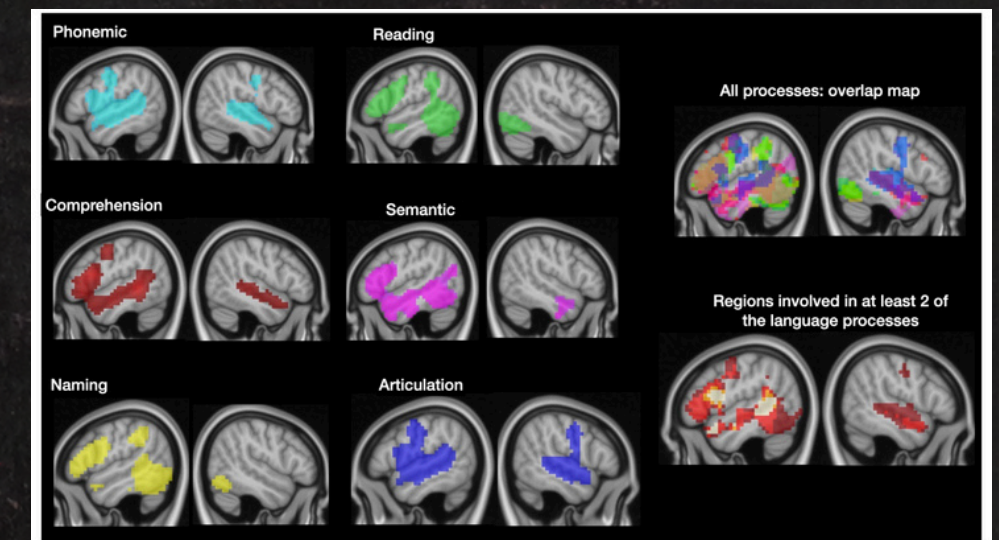 Phonemic
Reading
All processes: overlap map
Comprehension
Semantic
Regions involved in at least 2 of
the language processes
Naming
Articulation